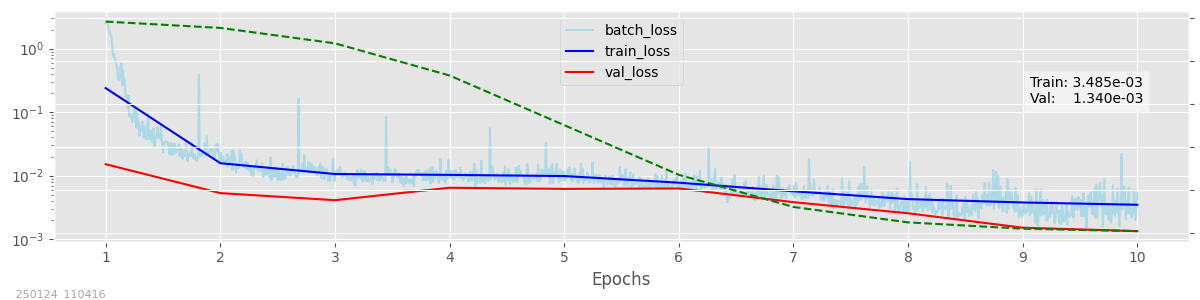 batch_loss
train_loss
val_loss
Train: 3.485e-03
Val: 1.340e-03
10⁰
10⁻¹
10⁻²
10⁻³
1 2 3 4 5 6 7 8 9 10
Epochs
250124_110416